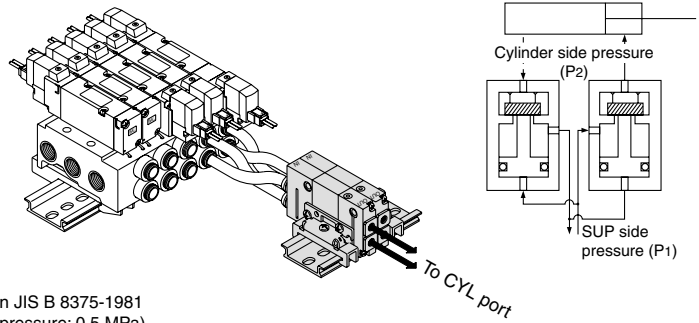 Cylinder side pressure
(P2)
SUP side
pressure (P1)
To CYL port
n JIS B 8375-1981
pressure: 0.5 MPa)